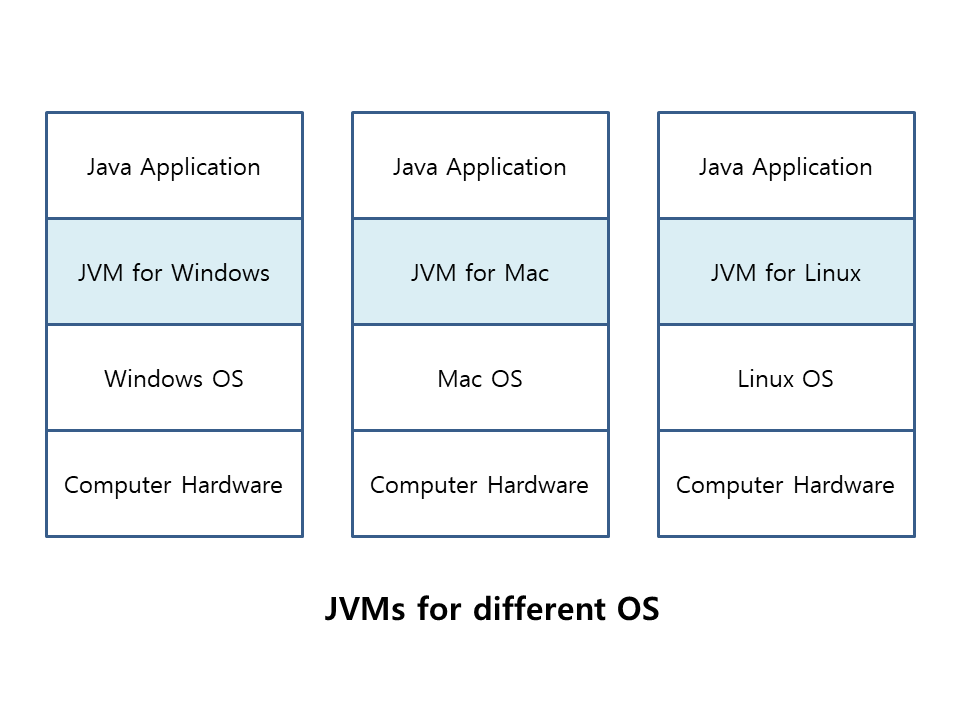 Java Application
JVM for Windows
Windows OS
Computer Hardware
Java Application
JVM for Mac
Mac OS
Computer Hardware
Java Application
JVM for Linux
Linux OS
Computer Hardware
JVMs for different OS